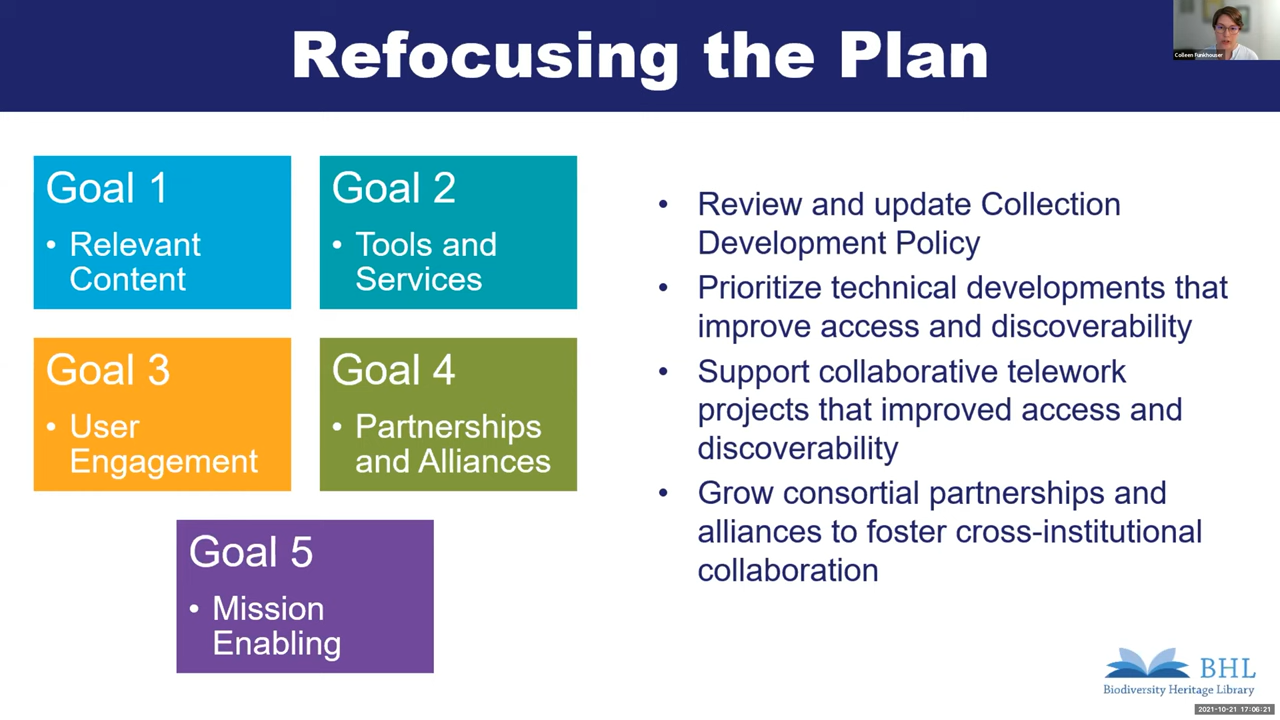 Refocusing the Plan
Colleen Funkhouser
Goal 1
• Relevant
Content
Goal 2
• Tools and
Services
Goal 3
• User
Engagement
Goal 4
• Partnerships
and Alliances
Goal 5
• Mission
Enabling
• Review and update Collection
Development Policy
• Prioritize technical developments that
improve access and discoverability
• Support collaborative telework
projects that improved access and
discoverability
• Grow consortial partnerships and
alliances to foster cross-institutional
collaboration
BHL
Biodiversity Heritage Library
2021-10-21 17:06:21